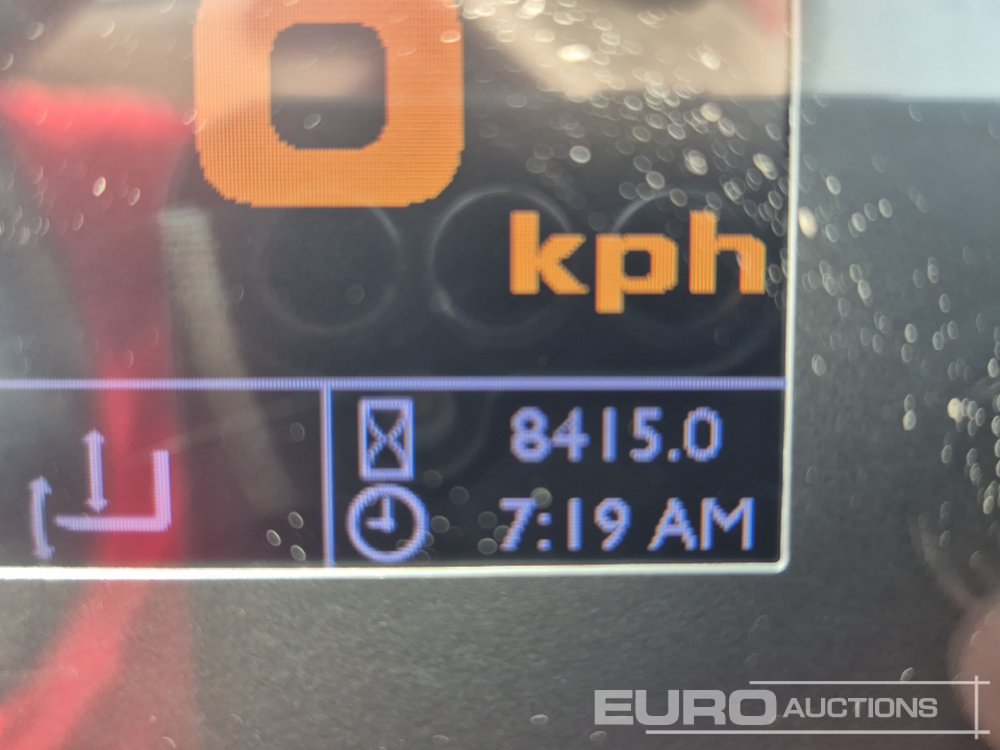 0
kph
8415.0
7:19 AM
EURO AUCTIONS